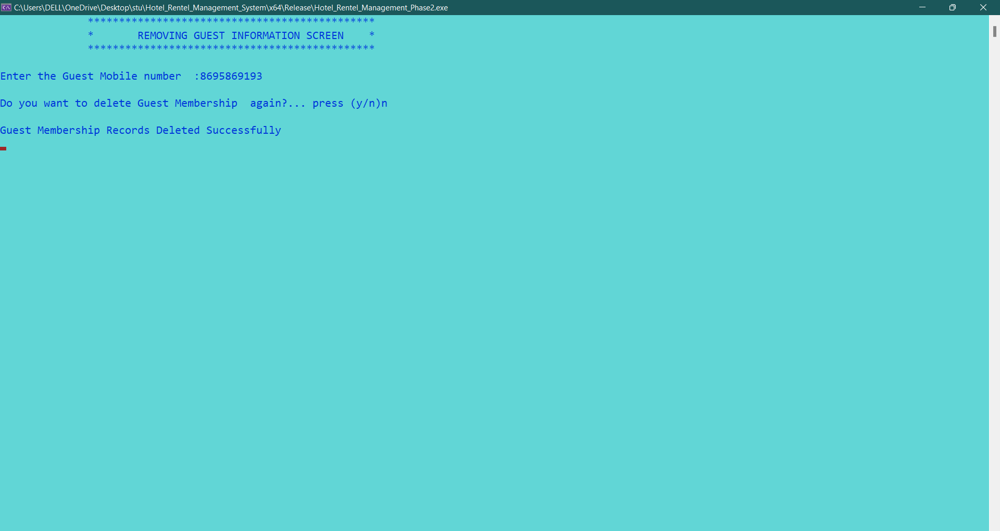 C:\Users\DELL\OneDrive\Desktop\stu\Hotel_Rentel_Management_System\x64\Release\Hotel_Rentel_Management_Phase2.exe
**********************************************
* REMOVING GUEST INFORMATION SCREEN *
**********************************************
Enter the Guest Mobile number :8695869193
Do you want to delete Guest Membership again?... press (y/n)n
Guest Membership Records Deleted Successfully